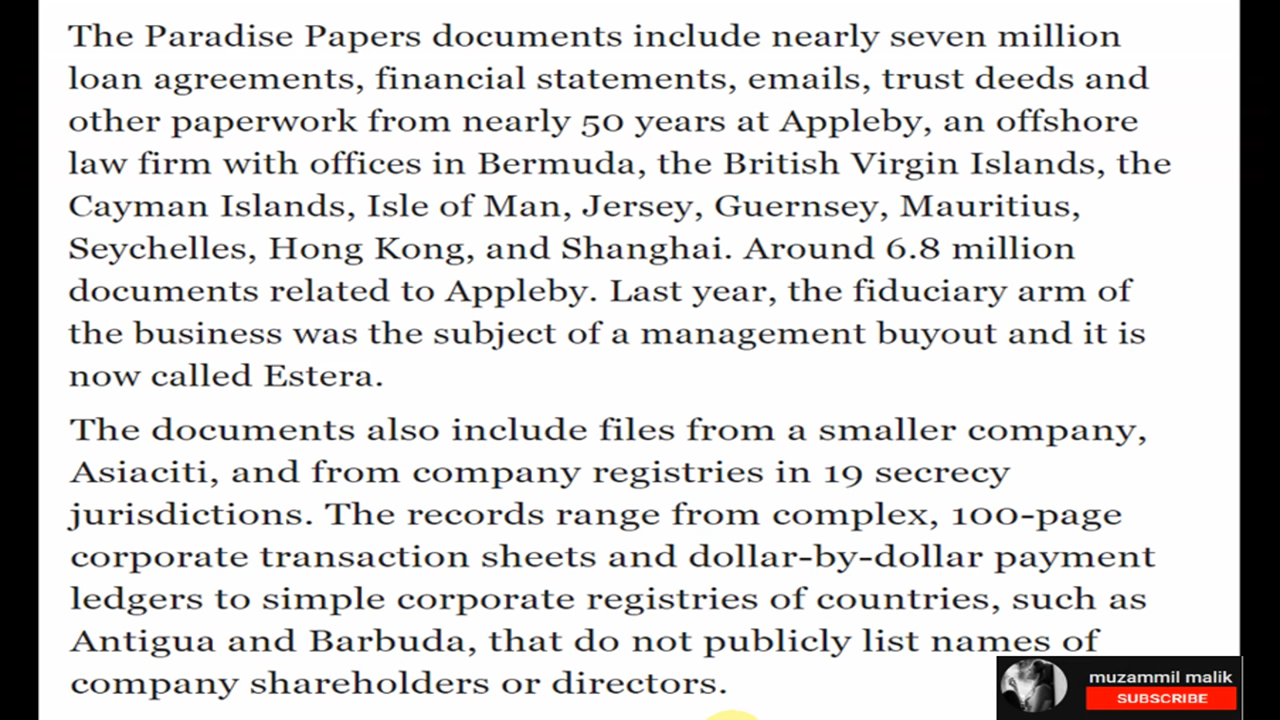 The Paradise Papers documents include nearly seven million
loan agreements, financial statements, emails, trust deeds and
other paperwork from nearly 50 years at Appleby, an offshore
law firm with offices in Bermuda, the British Virgin Islands, the
Cayman Islands, Isle of Man, Jersey, Guernsey, Mauritius,
Seychelles, Hong Kong, and Shanghai. Around 6.8 million
documents related to Appleby. Last year, the fiduciary arm of
the business was the subject of a management buyout and it is
now called Estera.
The documents also include files from a smaller company,
Asiaciti, and from company registries in 19 secrecy
jurisdictions. The records range from complex, 100-page
corporate transaction sheets and dollar-by-dollar payment
ledgers to simple corporate registries of countries, such as
Antigua and Barbuda, that do not publicly list names of
company shareholders or directors.
muzammil malik
SUBSCRIBE